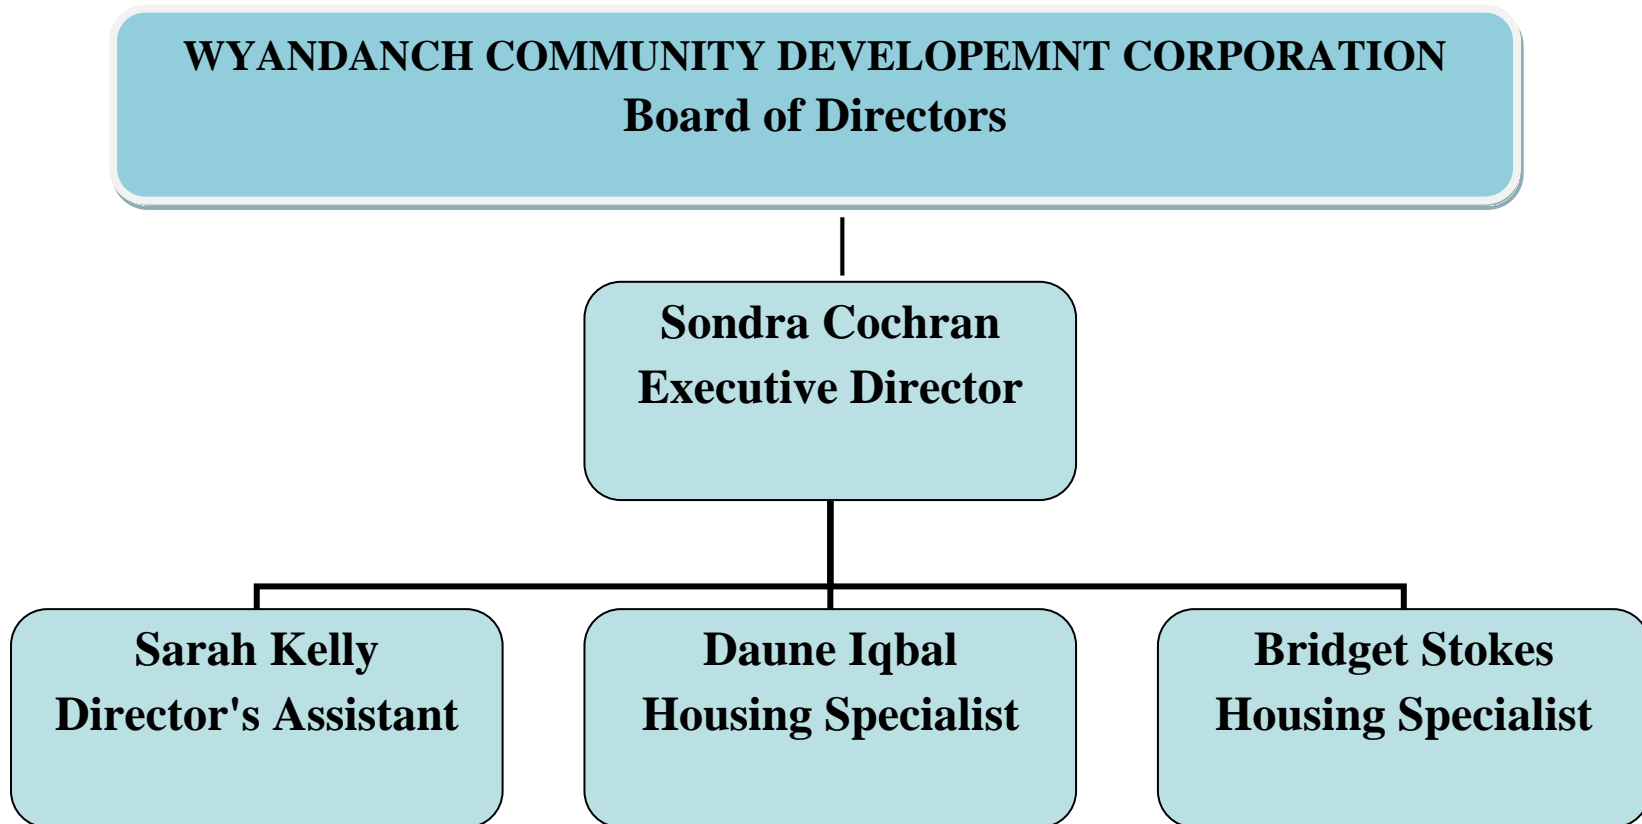 WYANDANCH COMMUNITY DEVELOPEMNT CORPORATION
Board of Directors
Sondra Cochran
Executive Director
Sarah Kelly
Director's Assistant
Daune Iqbal
Housing Specialist
Bridget Stokes
Housing Specialist